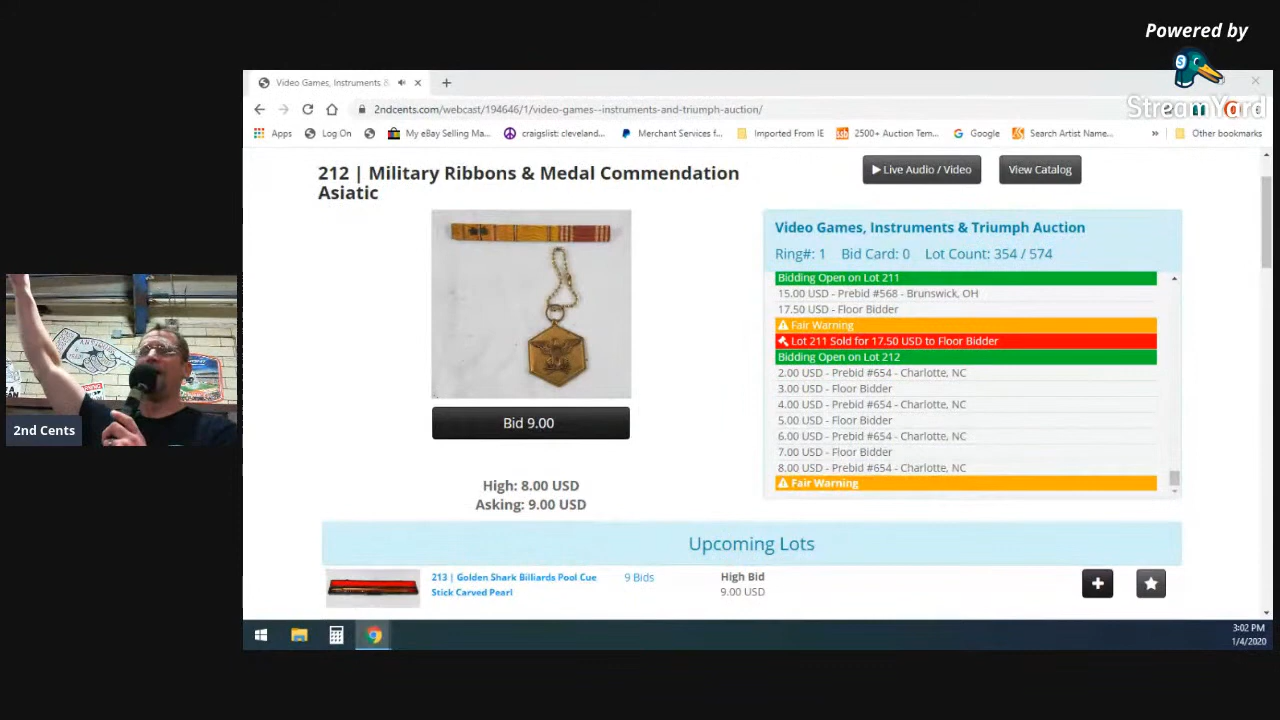 Powered by
StreamYard
Video Games, Instruments &
2ndcents.com/webcast/194646/1/video-games--instruments-and-triumph-auction/
Apps
Log On
My eBay Selling Ma...
craigslist: cleveland...
Merchant Services f...
Imported From IE
2500+ Auction Tem...
Google
Search Artist Name...
»
Other bookmarks
212 | Military Ribbons & Medal Commendation
Asiatic
Live Audio / Video
View Catalog
Bid 9.00
High: 8.00 USD
Asking: 9.00 USD
Video Games, Instruments & Triumph Auction
Ring#: 1 Bid Card: 0 Lot Count: 354 / 574
Bidding Open on Lot 211
15.00 USD - Prebid #568 - Brunswick, OH
17.50 USD - Floor Bidder
Fair Warning
Lot 211 Sold for 17.50 USD to Floor Bidder
Bidding Open on Lot 212
2.00 USD - Prebid #654 - Charlotte, NC
3.00 USD - Floor Bidder
4.00 USD - Prebid #654 - Charlotte, NC
5.00 USD - Floor Bidder
6.00 USD - Prebid #654 - Charlotte, NC
7.00 USD - Floor Bidder
8.00 USD - Prebid #654 - Charlotte, NC
Fair Warning
2nd Cents
Upcoming Lots
213 | Golden Shark Billiards Pool Cue
Stick Carved Pearl
9 Bids
High Bid
9.00 USD
3:02 PM
1/4/2020